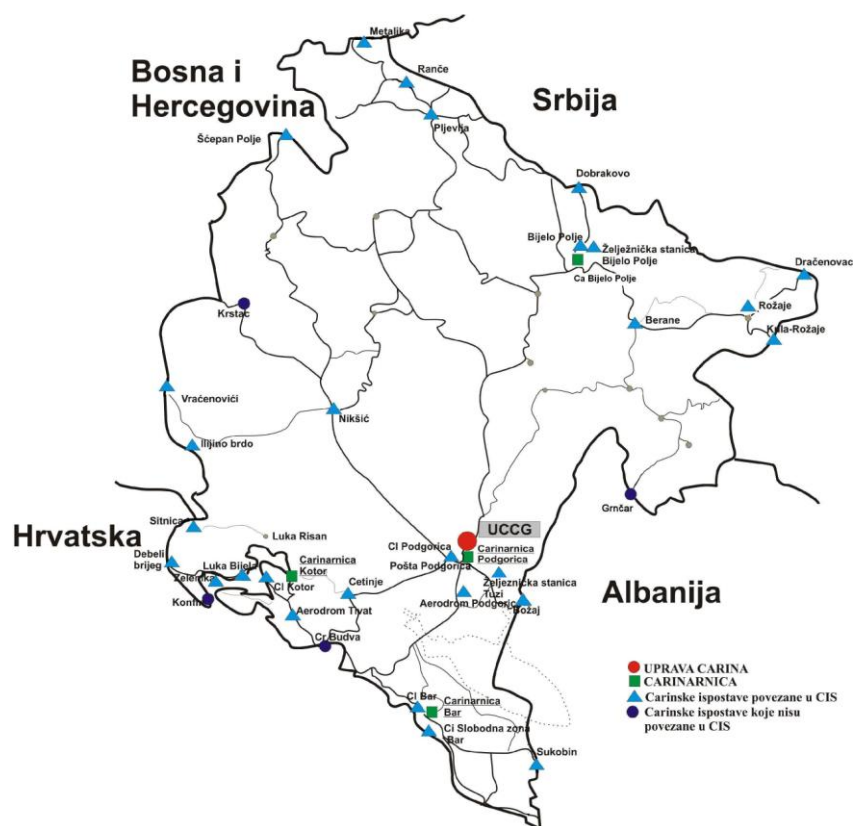 Metalika
Bosna i
Hercegovina
Ranče
Srbija
Pljevlja
Šćepan Polje
Dobrakovo
Bijelo Polje
Želježnička stanica
Bijelo Polje
Ca Bijelo Polje
Dračenovac
Rožaje
Krstac
Berane
Kula-Rožaje
Vraćenovići
Nikšić
Ilijino brdo
Grnčar
Hrvatska
Sitnica
Luka Risan
UCCG
CI Podgorica
Carinarnica
Podgorica
Pošta Podgorica
Debeli
brijeg
Luka Bijela
Carinarnica
Kotor
Zelenika
CI Kotor
Cetinje
Željeznička stanica
Tuzi
Albanija
Konfin
Aerodrom Tivat
Aerodrom Podgorica
Božaj
Cr Budva
CI Bar
Carinarnica
Bar
Ci Slobodna zona
Bar
Sukobin
UPRAVA CARINA
CARINARNICA
Carinske ispostave povezane u CIS
Carinske ispostave koje nisu
povezane u CIS